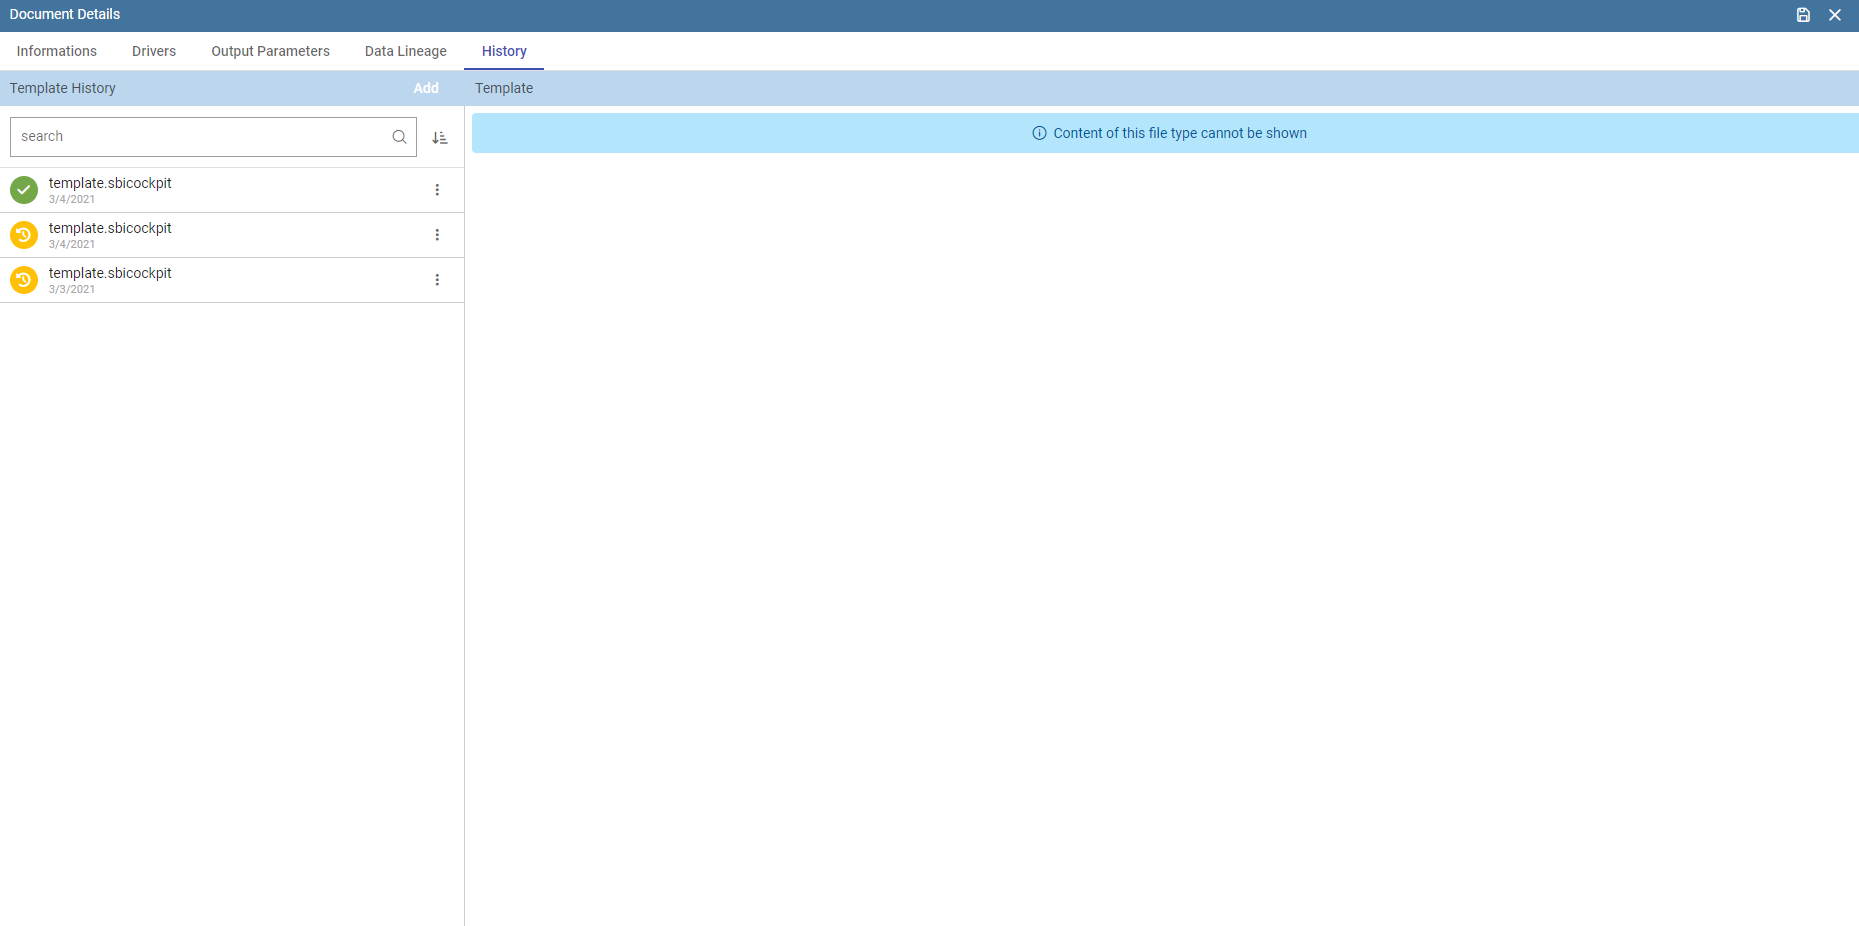 Document Details
Informations Drivers Output Parameters Data Lineage History
Template History Add Template
search
Content of this file type cannot be shown
template.sbicockpit
3/4/2021
template.sbicockpit
3/4/2021
template.sbicockpit
3/3/2021